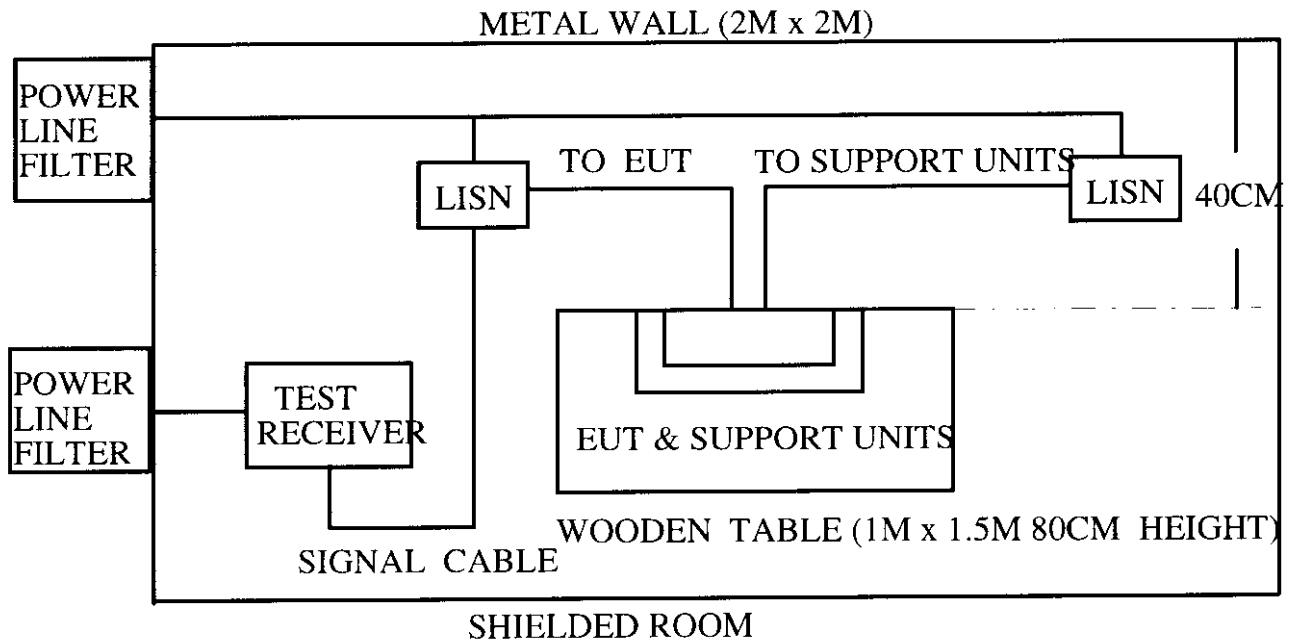 METAL WALL (2M x 2M)
POWER
LINE
FILTER
TO EUT
TO SUPPORT UNITS
LISN
LISN
40CM
POWER
LINE
FILTER
TEST
RECEIVER
EUT & SUPPORT UNITS
WOODEN TABLE (1M x 1.5M 80CM HEIGHT)
SIGNAL CABLE
SHIELDED ROOM